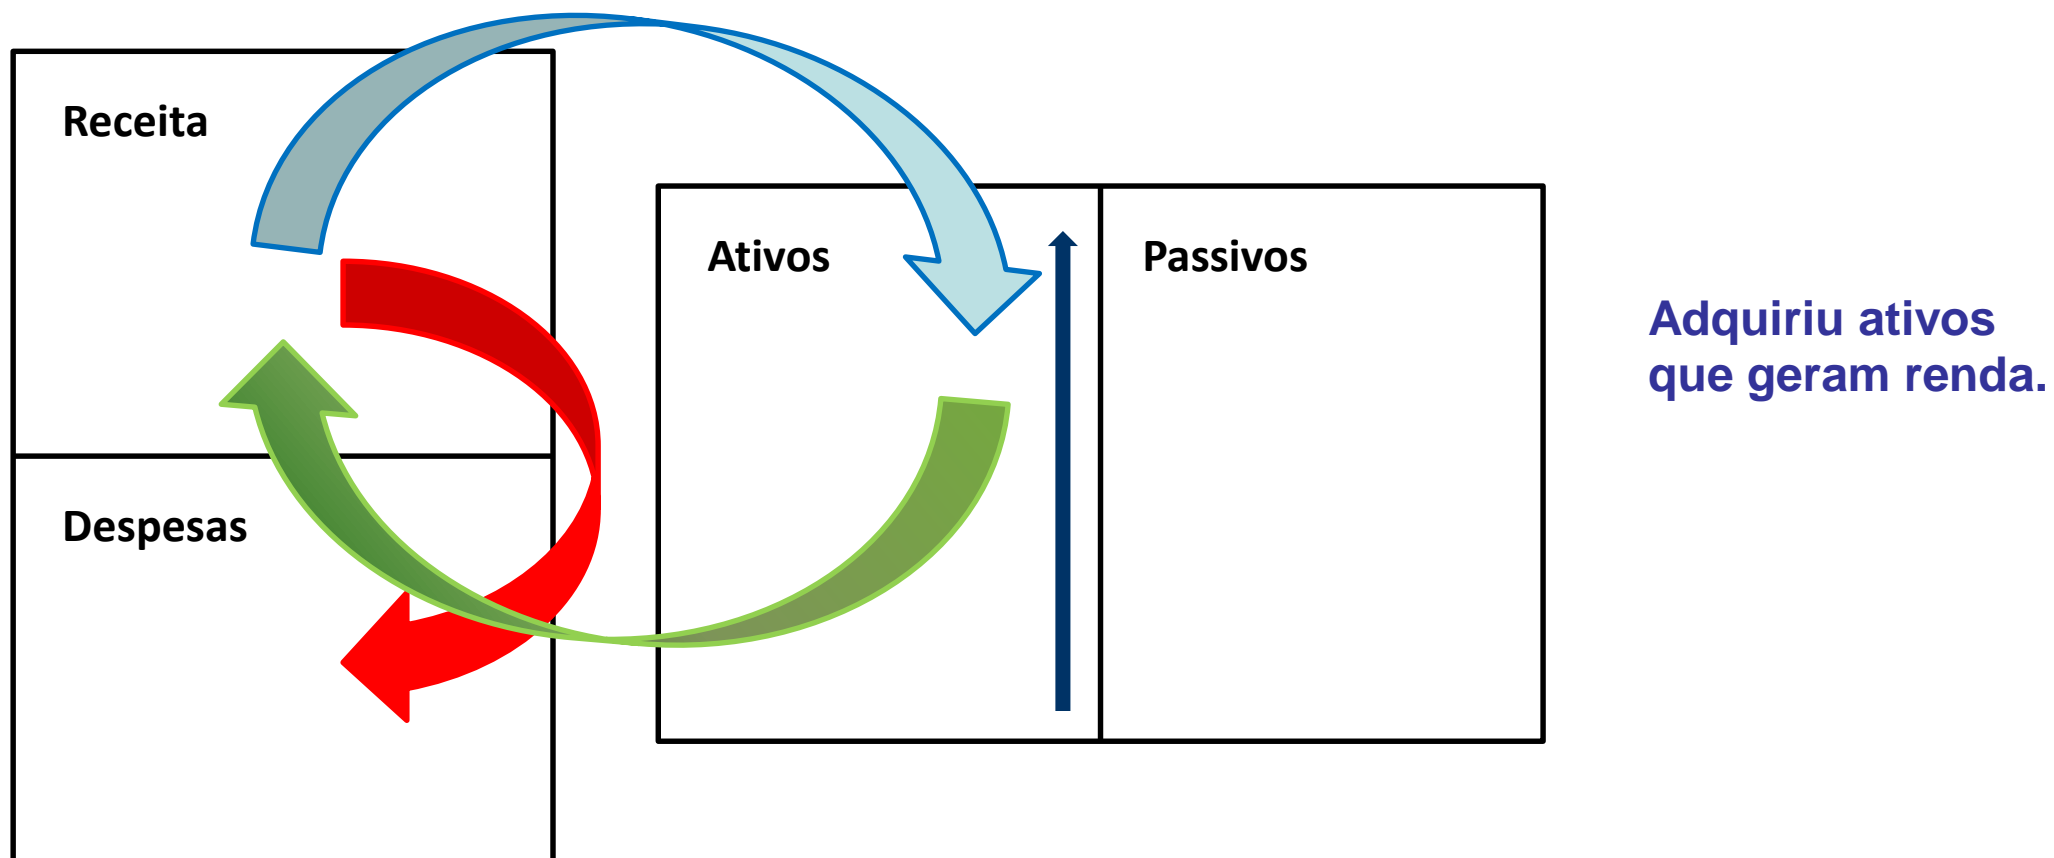 Receita
Ativos
Passivos
Adquiriu ativos
que geram renda.
Despesas